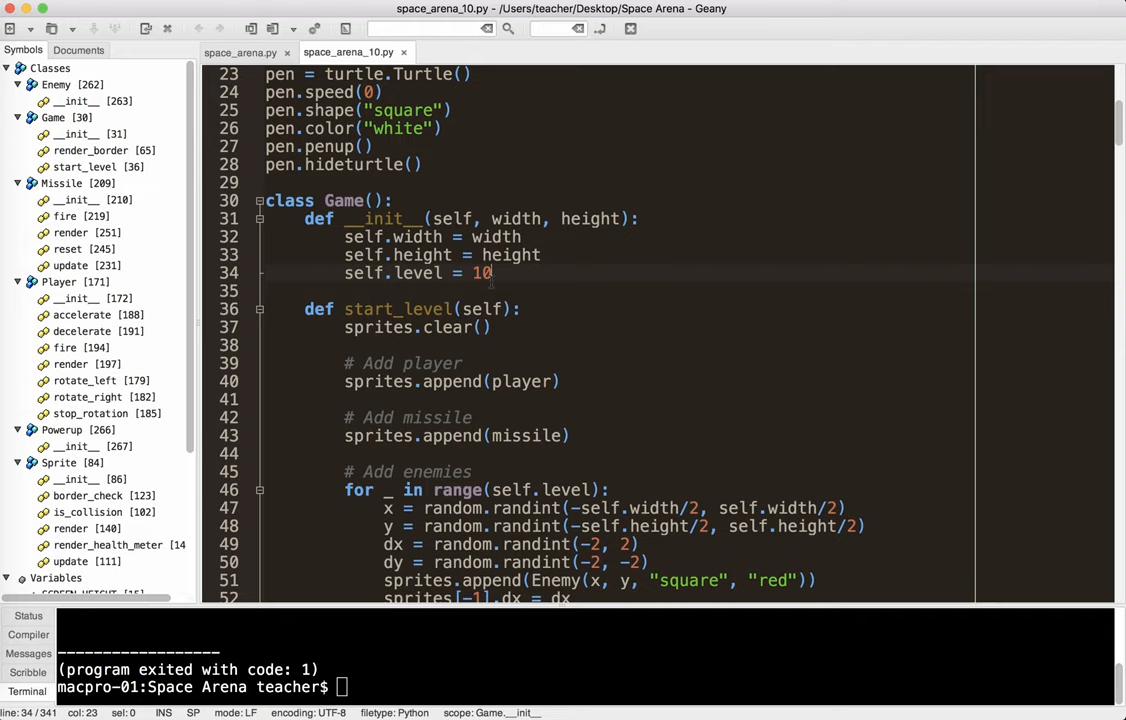 space_arena_10.py - /Users/teacher/Desktop/Space Arena - Geany
Symbols Documents
space_arena.py × space_arena_10.py ×
Classes
Enemy [262]
__init__ [263]
Game [30]
__init__ [31]
render_border [65]
start_level [36]
Missile [209]
__init__ [210]
fire [219]
render [251]
reset [245]
update [231]
Player [171]
__init__ [172]
accelerate [188]
decelerate [191]
fire [194]
render [197]
rotate_left [179]
rotate_right [182]
stop_rotation [185]
Powerup [266]
__init__ [267]
Sprite [84]
__init__ [86]
border_check [123]
is_collision [102]
render [140]
render_health_meter [14
update [111]
Variables
23 pen = turtle.Turtle()
24 pen.speed(0)
25 pen.shape("square")
26 pen.color("white")
27 pen.penup()
28 pen.hideturtle()
29
30 class Game():
31 def __init__(self, width, height):
32 self.width = width
33 self.height = height
34 self.level = 10
35
36 def start_level(self):
37 sprites.clear()
38
39 # Add player
40 sprites.append(player)
41
42 # Add missile
43 sprites.append(missile)
44
45 # Add enemies
46 for _ in range(self.level):
47 x = random.randint(-self.width/2, self.width/2)
48 y = random.randint(-self.height/2, self.height/2)
49 dx = random.randint(-2, 2)
50 dy = random.randint(-2, -2)
51 sprites.append(Enemy(x, y, "square", "red"))
52 sprites[-1].dx = dx
Status
Compiler
Messages
Scribble
Terminal
------------------
(program exited with code: 1)
macpro-01:Space Arena teacher$
line: 34 / 341 col: 23 sel: 0 INS SP mode: LF encoding: UTF-8 filetype: Python scope: Game.__init__